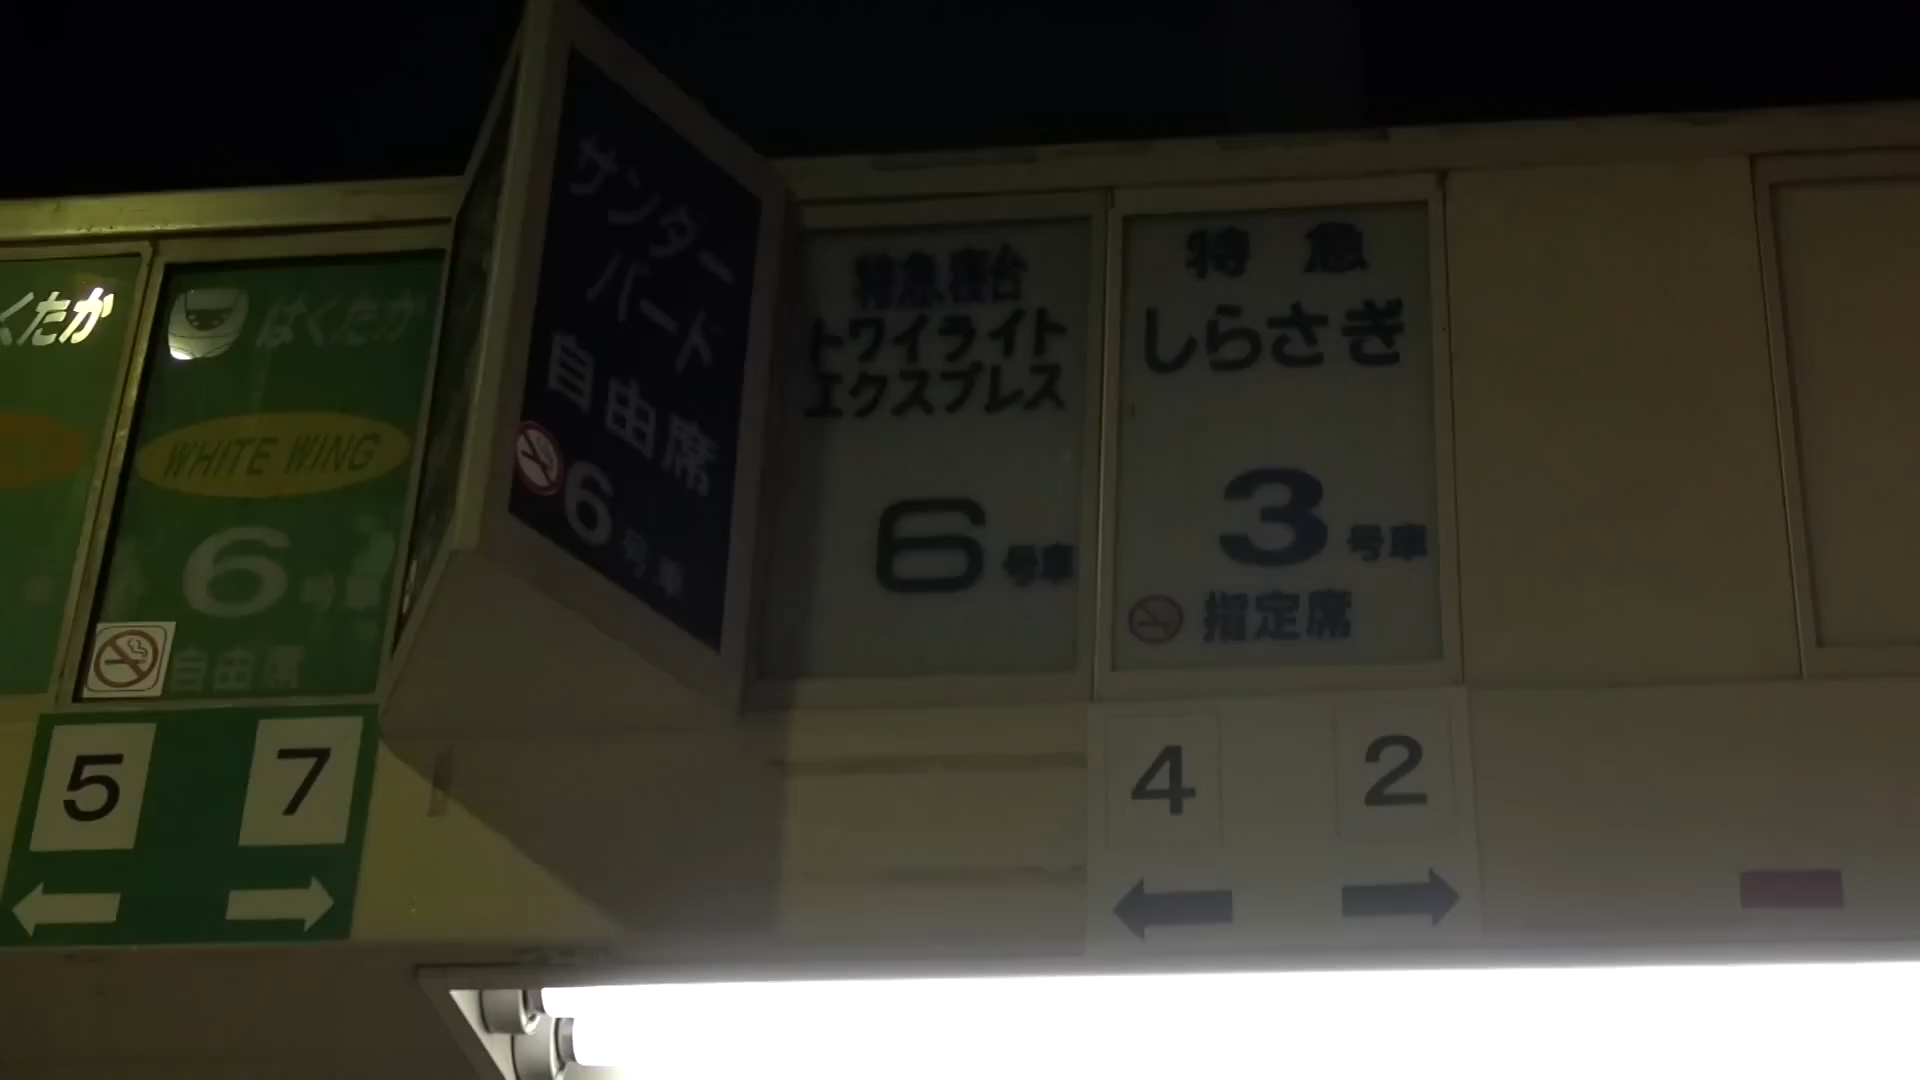 くたか
はくたか
WHITE WING
6号車
自由席
5 7
サンダー
バード
自由席
6号車
特急寝台
トワイライト
エクスプレス
6号車
特急
しらさぎ
3号車
指定席
4 2